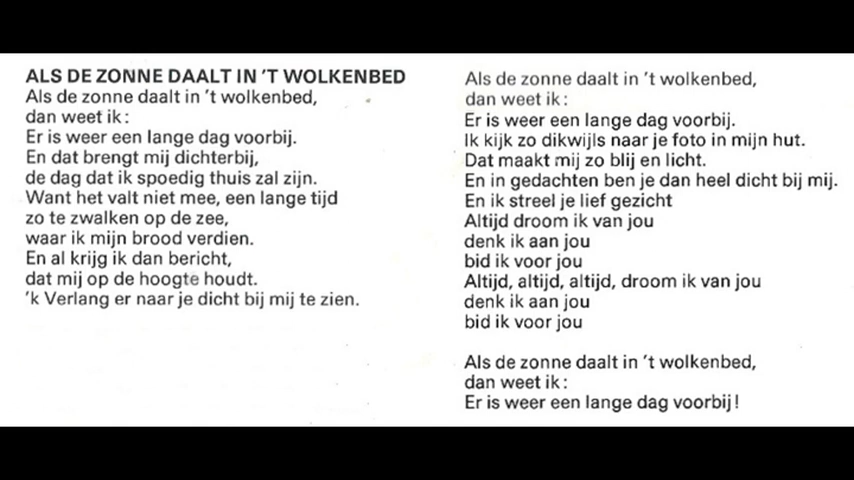 ALS DE ZONNE DAALT IN 'T WOLKENBED
Als de zonne daalt in 't wolkenbed,
dan weet ik:
Er is weer een lange dag voorbij.
En dat brengt mij dichterbij,
de dag dat ik spoedig thuis zal zijn.
Want het valt niet mee, een lange tijd
zo te zwalken op de zee,
waar ik mijn brood verdien.
En al krijg ik dan bericht,
dat mij op de hoogte houdt.
'k Verlang er naar je dicht bij mij te zien.
Als de zonne daalt in 't wolkenbed,
dan weet ik:
Er is weer een lange dag voorbij.
Ik kijk zo dikwijls naar je foto in mijn hut.
Dat maakt mij zo blij en licht.
En in gedachten ben je dan heel dicht bij mij.
En ik streel je lief gezicht
Altijd droom ik van jou
denk ik aan jou
bid ik voor jou
Altijd, altijd, altijd, droom ik van jou
denk ik aan jou
bid ik voor jou
Als de zonne daalt in 't wolkenbed,
dan weet ik:
Er is weer een lange dag voorbij!